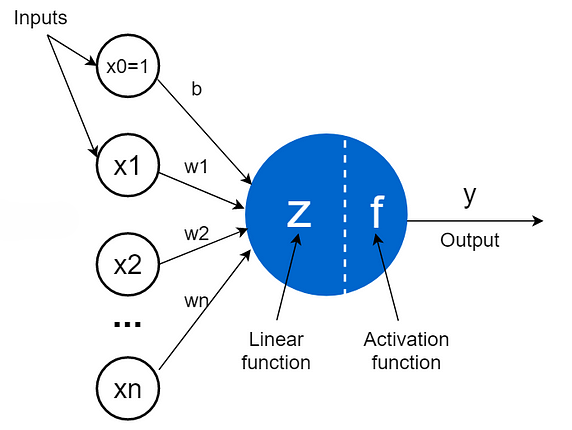 Inputs
x0=1
b
x1
w1
x2
w2
...
wn
xn
z
f
y
Output
Linear
function
Activation
function